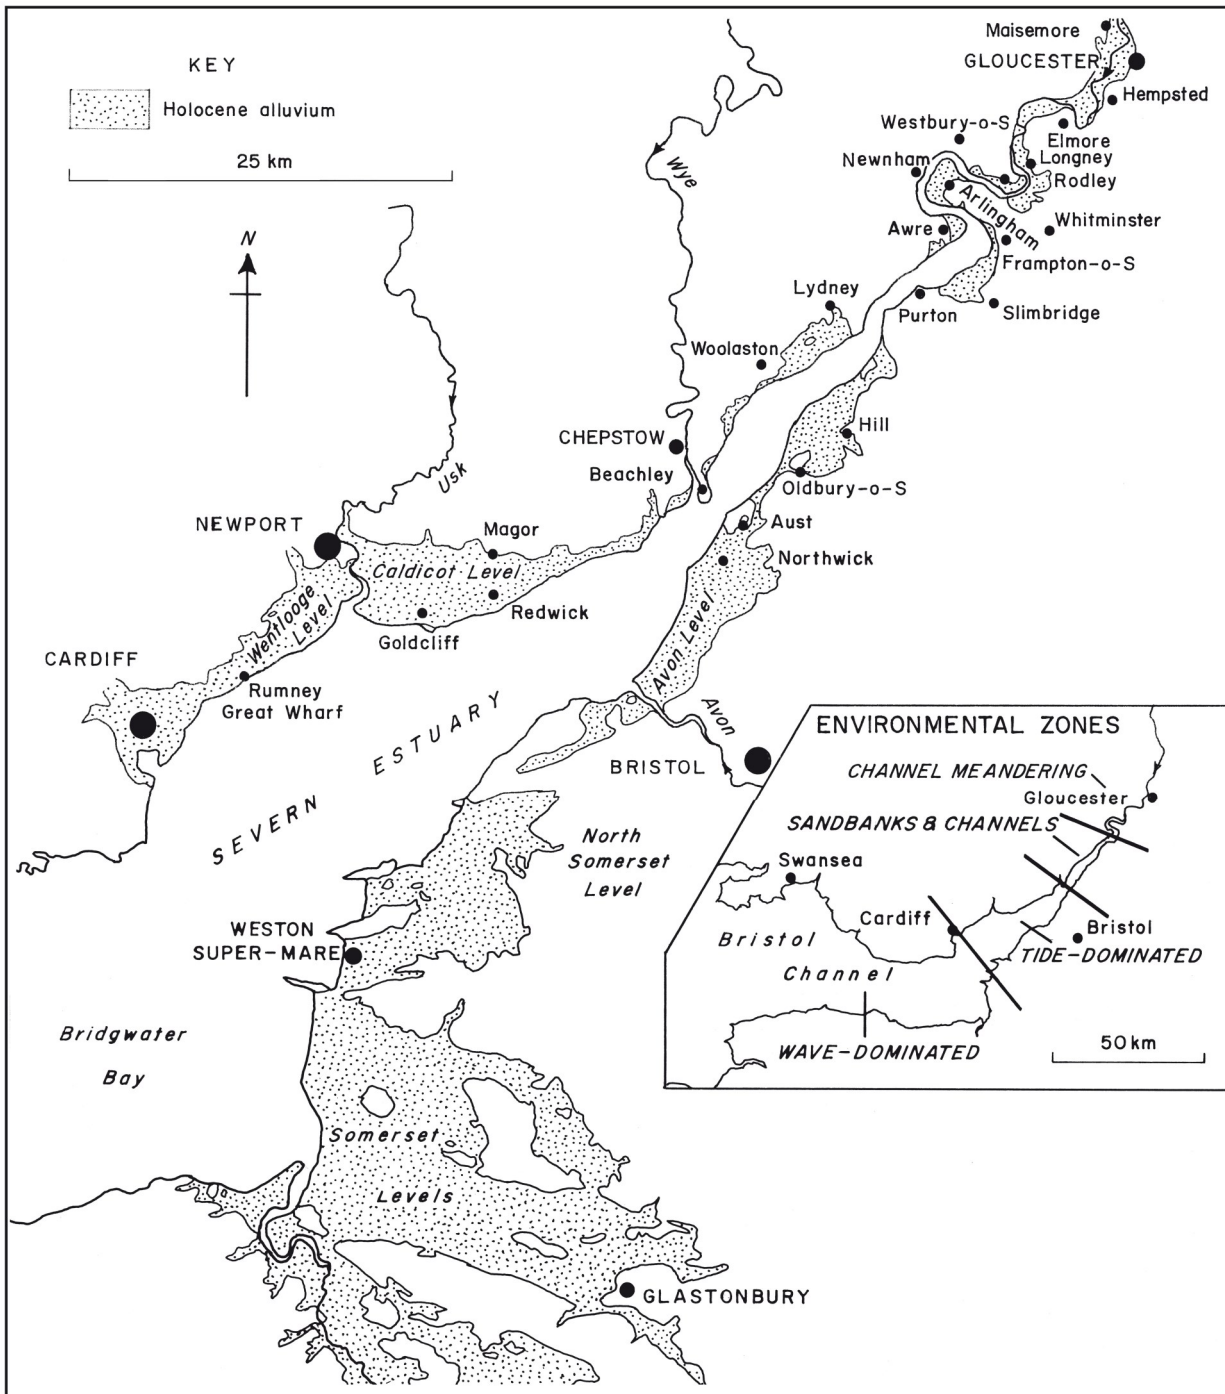 KEY
Holocene alluvium
25 km
N
Maisemore
GLOUCESTER
Hempsted
Westbury-o-S
Elmore
Longney
Newnham
Rodley
Arlingham
Whitminster
Awre
Frampton-o-S
Lydney
Purton
Slimbridge
Woolaston
Wye
Usk
CHEPSTOW
Hill
Beachley
Oldbury-o-S
NEWPORT
Magor
Aust
Caldicot Level
Northwick
Redwick
Goldcliff
Wentlooge
Level
Avon Level
CARDIFF
Rumney
Great Wharf
Avon
SEVERN ESTUARY
BRISTOL
North
Somerset
Level
WESTON
SUPER-MARE
Bridgwater
Bay
Somerset
Levels
GLASTONBURY
ENVIRONMENTAL ZONES
CHANNEL MEANDERING
Gloucester
SANDBANKS & CHANNELS
Swansea
Cardiff
Bristol
Bristol
Channel
TIDE-DOMINATED
WAVE-DOMINATED
50 km